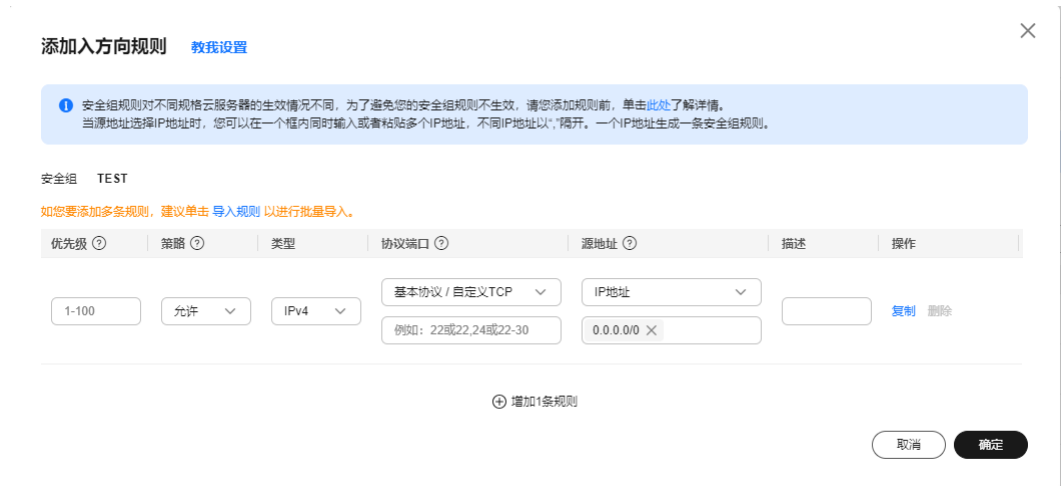 添加入方向规则 教我设置
安全组规则对不同规格云服务器的生效情况不同，为了避免您的安全组规则不生效，请您添加规则前，单击此处了解详情。
当源地址选择IP地址时，您可以在一个框内同时输入或者粘贴多个IP地址，不同IP地址以“,”隔开。一个IP地址生成一条安全组规则。
安全组 TEST
如您要添加多条规则，建议单击 导入规则 以进行批量导入。
优先级 ? 策略 ? 类型 协议端口 ? 源地址 ? 描述 操作
基本协议 / 自定义TCP IP地址
1-100 允许 IPv4 复制 删除
例如：22或22,24或22-30 0.0.0.0/0
增加1条规则
取消 确定